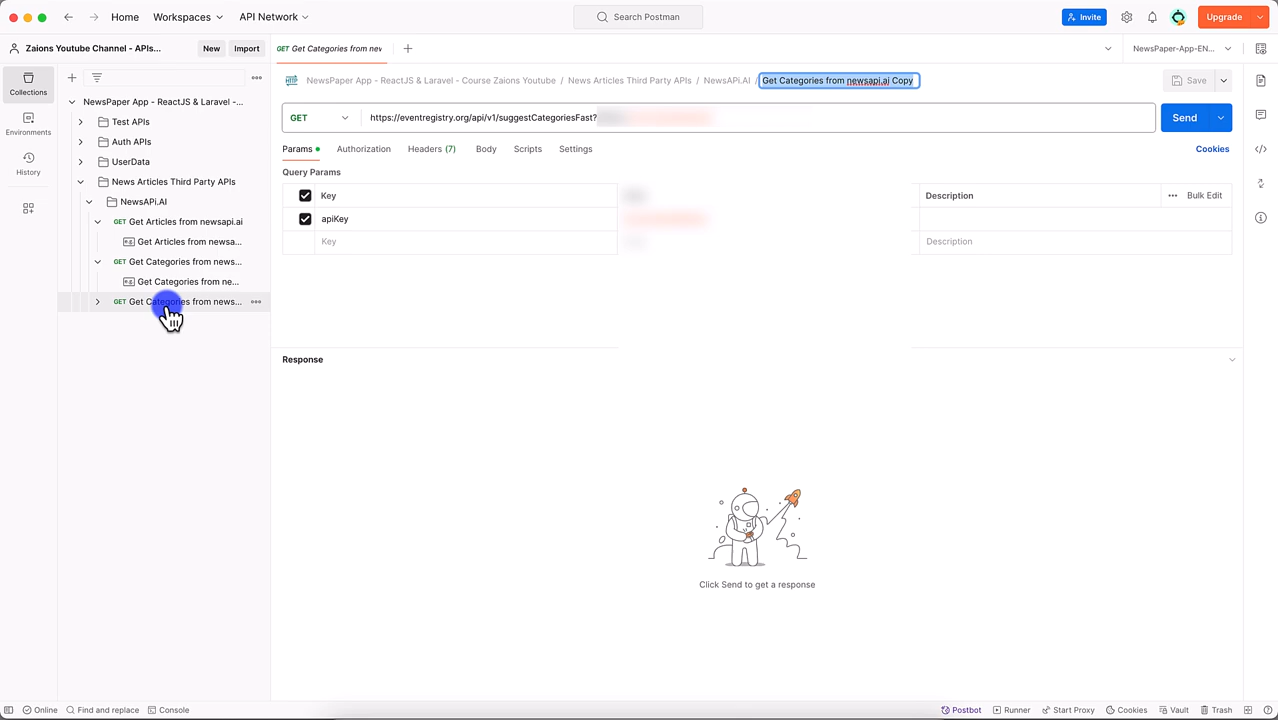 Home
Workspaces
API Network
Search Postman
Invite
Upgrade
Zaions Youtube Channel - APIs...
New
Import
GET Get Categories from new
NewsPaper-App-EN...
Collections
Environments
History
NewsPaper App - ReactJS & Laravel -...
Test APIs
Auth APIs
UserData
News Articles Third Party APIs
NewsAPi.AI
GET Get Articles from newsapi.ai
Get Articles from newsa...
GET Get Categories from news...
Get Categories from ne...
GET Get Categories from news...
NewsPaper App - ReactJS & Laravel - Course Zaions Youtube / News Articles Third Party APIs / NewsAPi.AI / Get Categories from newsapi.ai Copy
Save
GET
https://eventregistry.org/api/v1/suggestCategoriesFast?
Send
Params
Authorization
Headers (7)
Body
Scripts
Settings
Cookies
Query Params
Key
Description
Bulk Edit
apiKey
Key
Description
Response
Click Send to get a response
Online
Find and replace
Console
Postbot
Runner
Start Proxy
Cookies
Vault
Trash